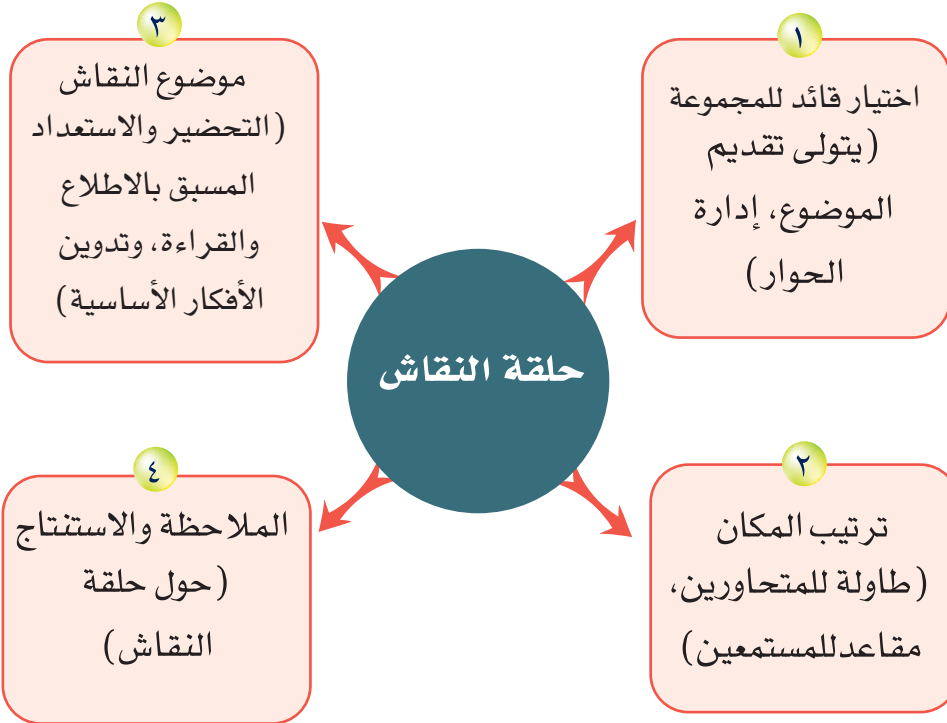 ١
اختيار قائد للمجموعة
(يتولى تقديم
الموضوع، إدارة
الحوار)
٢
ترتيب المكان
(طاولة للمتحاورين،
مقاعدللمستمعين)
٣
موضوع النقاش
(التحضير والاستعداد
المسبق بالاطلاع
والقراءة، وتدوين
الأفكار الأساسية)
٤
الملاحظة والاستنتاج
(حول حلقة
النقاش)
حلقة النقاش